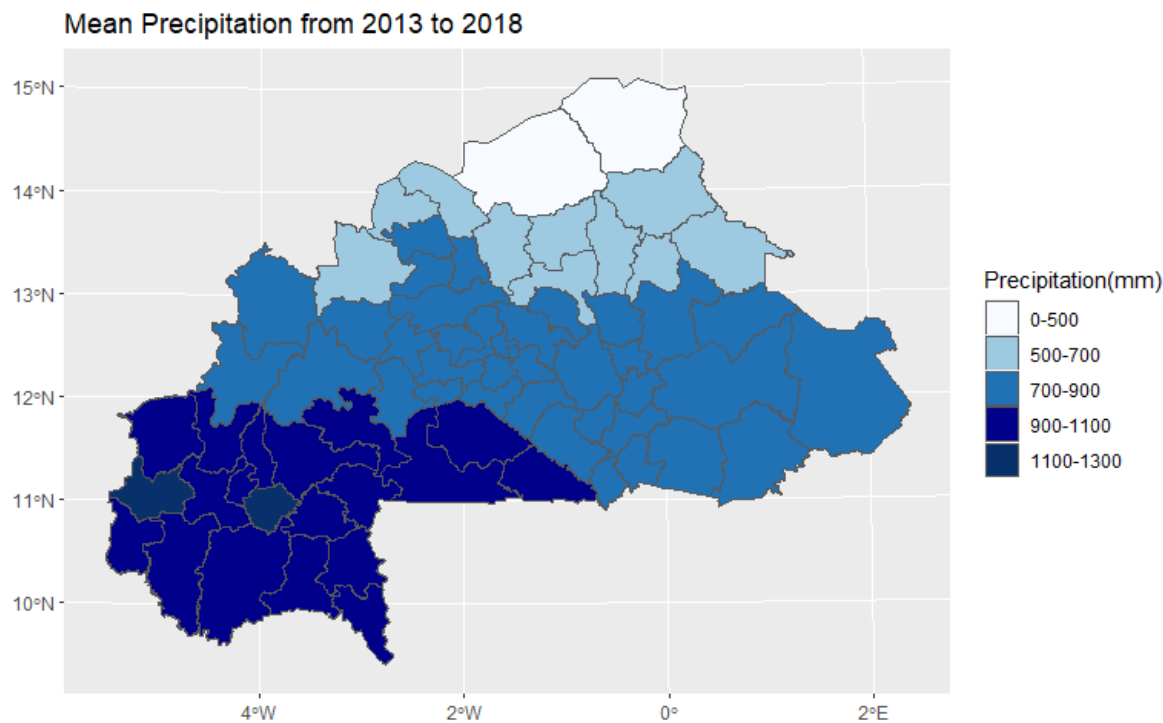 Mean Precipitation from 2013 to 2018
15°N
14°N
13°N
12°N
11°N
10°N
4°W
2°W
0°
2°E
Precipitation(mm)
0-500
500-700
700-900
900-1100
1100-1300